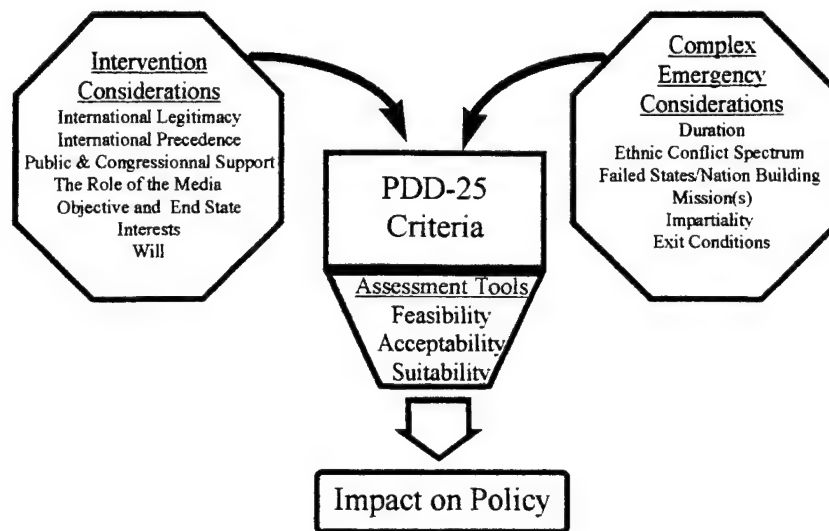 Intervention
Considerations
International Legitimacy
International Precedence
Public & Congressionnal Support
The Role of the Media
Objective and End State
Interests
Will
Complex
Emergency
Considerations
Duration
Ethnic Conflict Spectrum
Failed States/Nation Building
Mission(s)
Impartiality
Exit Conditions
PDD-25
Criteria
Assessment Tools
Feasibility
Acceptability
Suitability
Impact on Policy